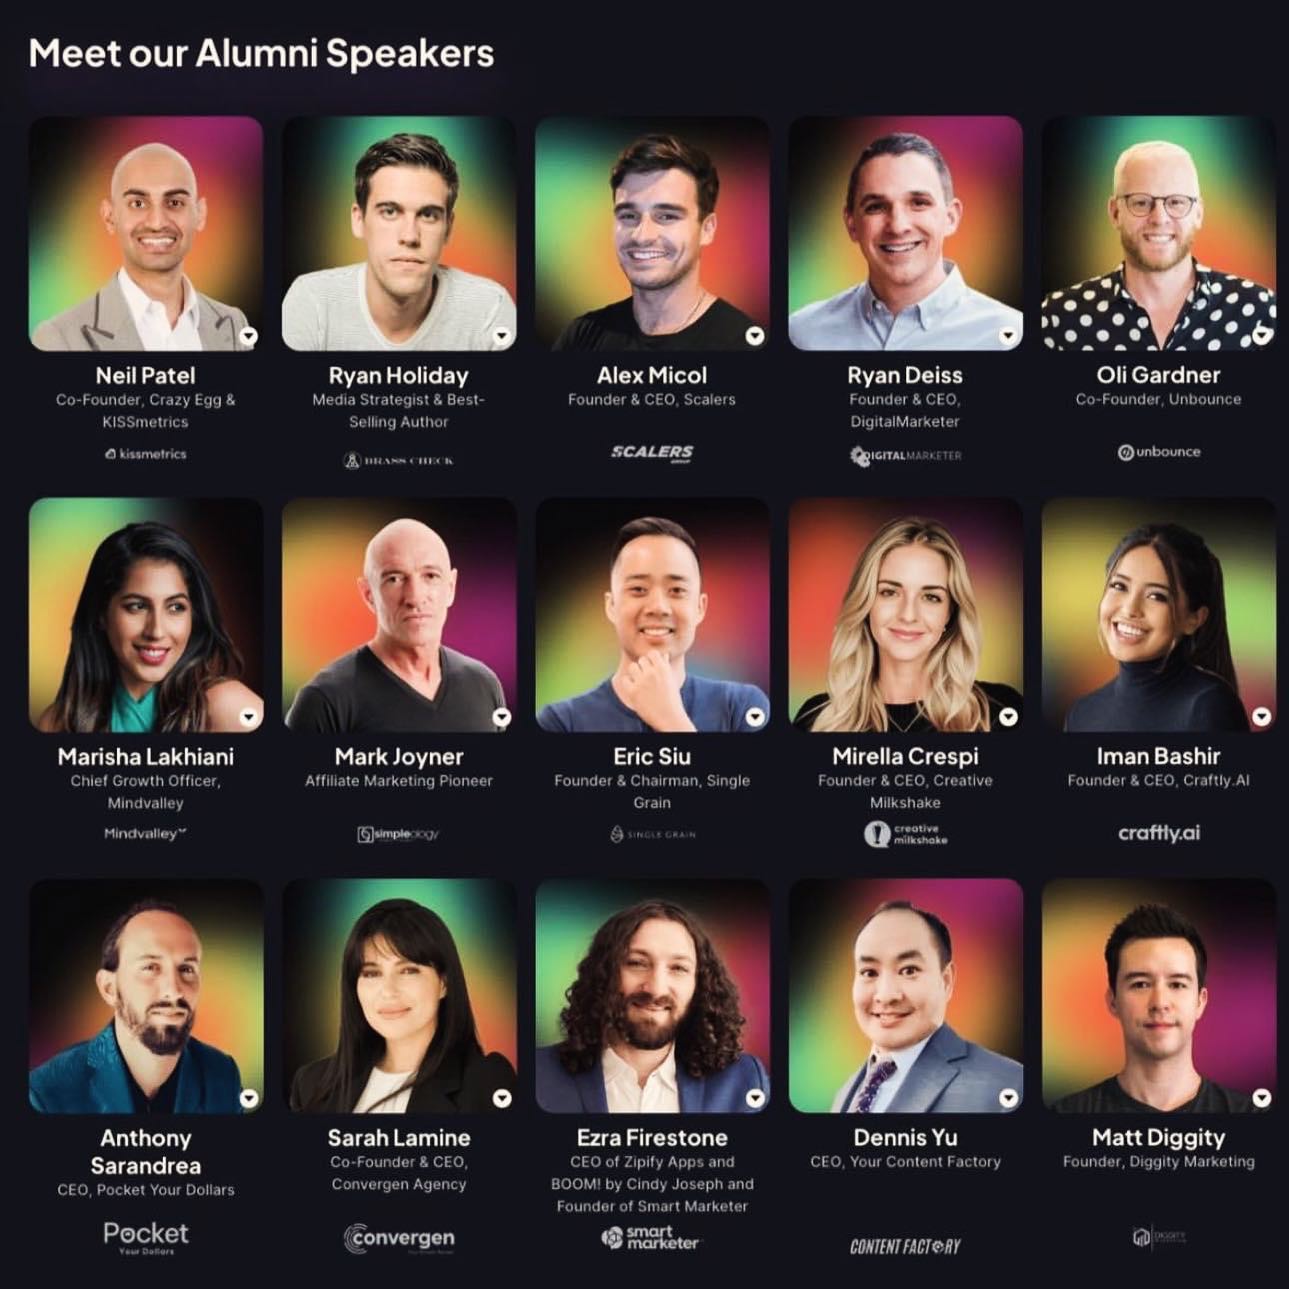 Meet our Alumni Speakers
Neil Patel
Co-Founder, Crazy Egg &
KISSmetrics
kissmetrics
Ryan Holiday
Media Strategist & Best-
Selling Author
BRASS CHECK
Alex Micol
Founder & CEO, Scalers
SCALERS
GROUP
Ryan Deiss
Founder & CEO,
DigitalMarketer
DIGITALMARKETER
Oli Gardner
Co-Founder, Unbounce
unbounce
Marisha Lakhiani
Chief Growth Officer,
Mindvalley
Mindvalley
Mark Joyner
Affiliate Marketing Pioneer
simpleology
Eric Siu
Founder & Chairman, Single
Grain
SINGLE GRAIN
Mirella Crespi
Founder & CEO, Creative
Milkshake
creative
milkshake
Iman Bashir
Founder & CEO, Craftly.AI
craftly.ai
Anthony
Sarandrea
CEO, Pocket Your Dollars
Pocket
Your Dollars
Sarah Lamine
Co-Founder & CEO,
Convergen Agency
convergen
Ezra Firestone
CEO of Zipify Apps and
BOOM! by Cindy Joseph and
Founder of Smart Marketer
smart
marketer
Dennis Yu
CEO, Your Content Factory
CONTENT FACTORY
Matt Diggity
Founder, Diggity Marketing
DIGGITY